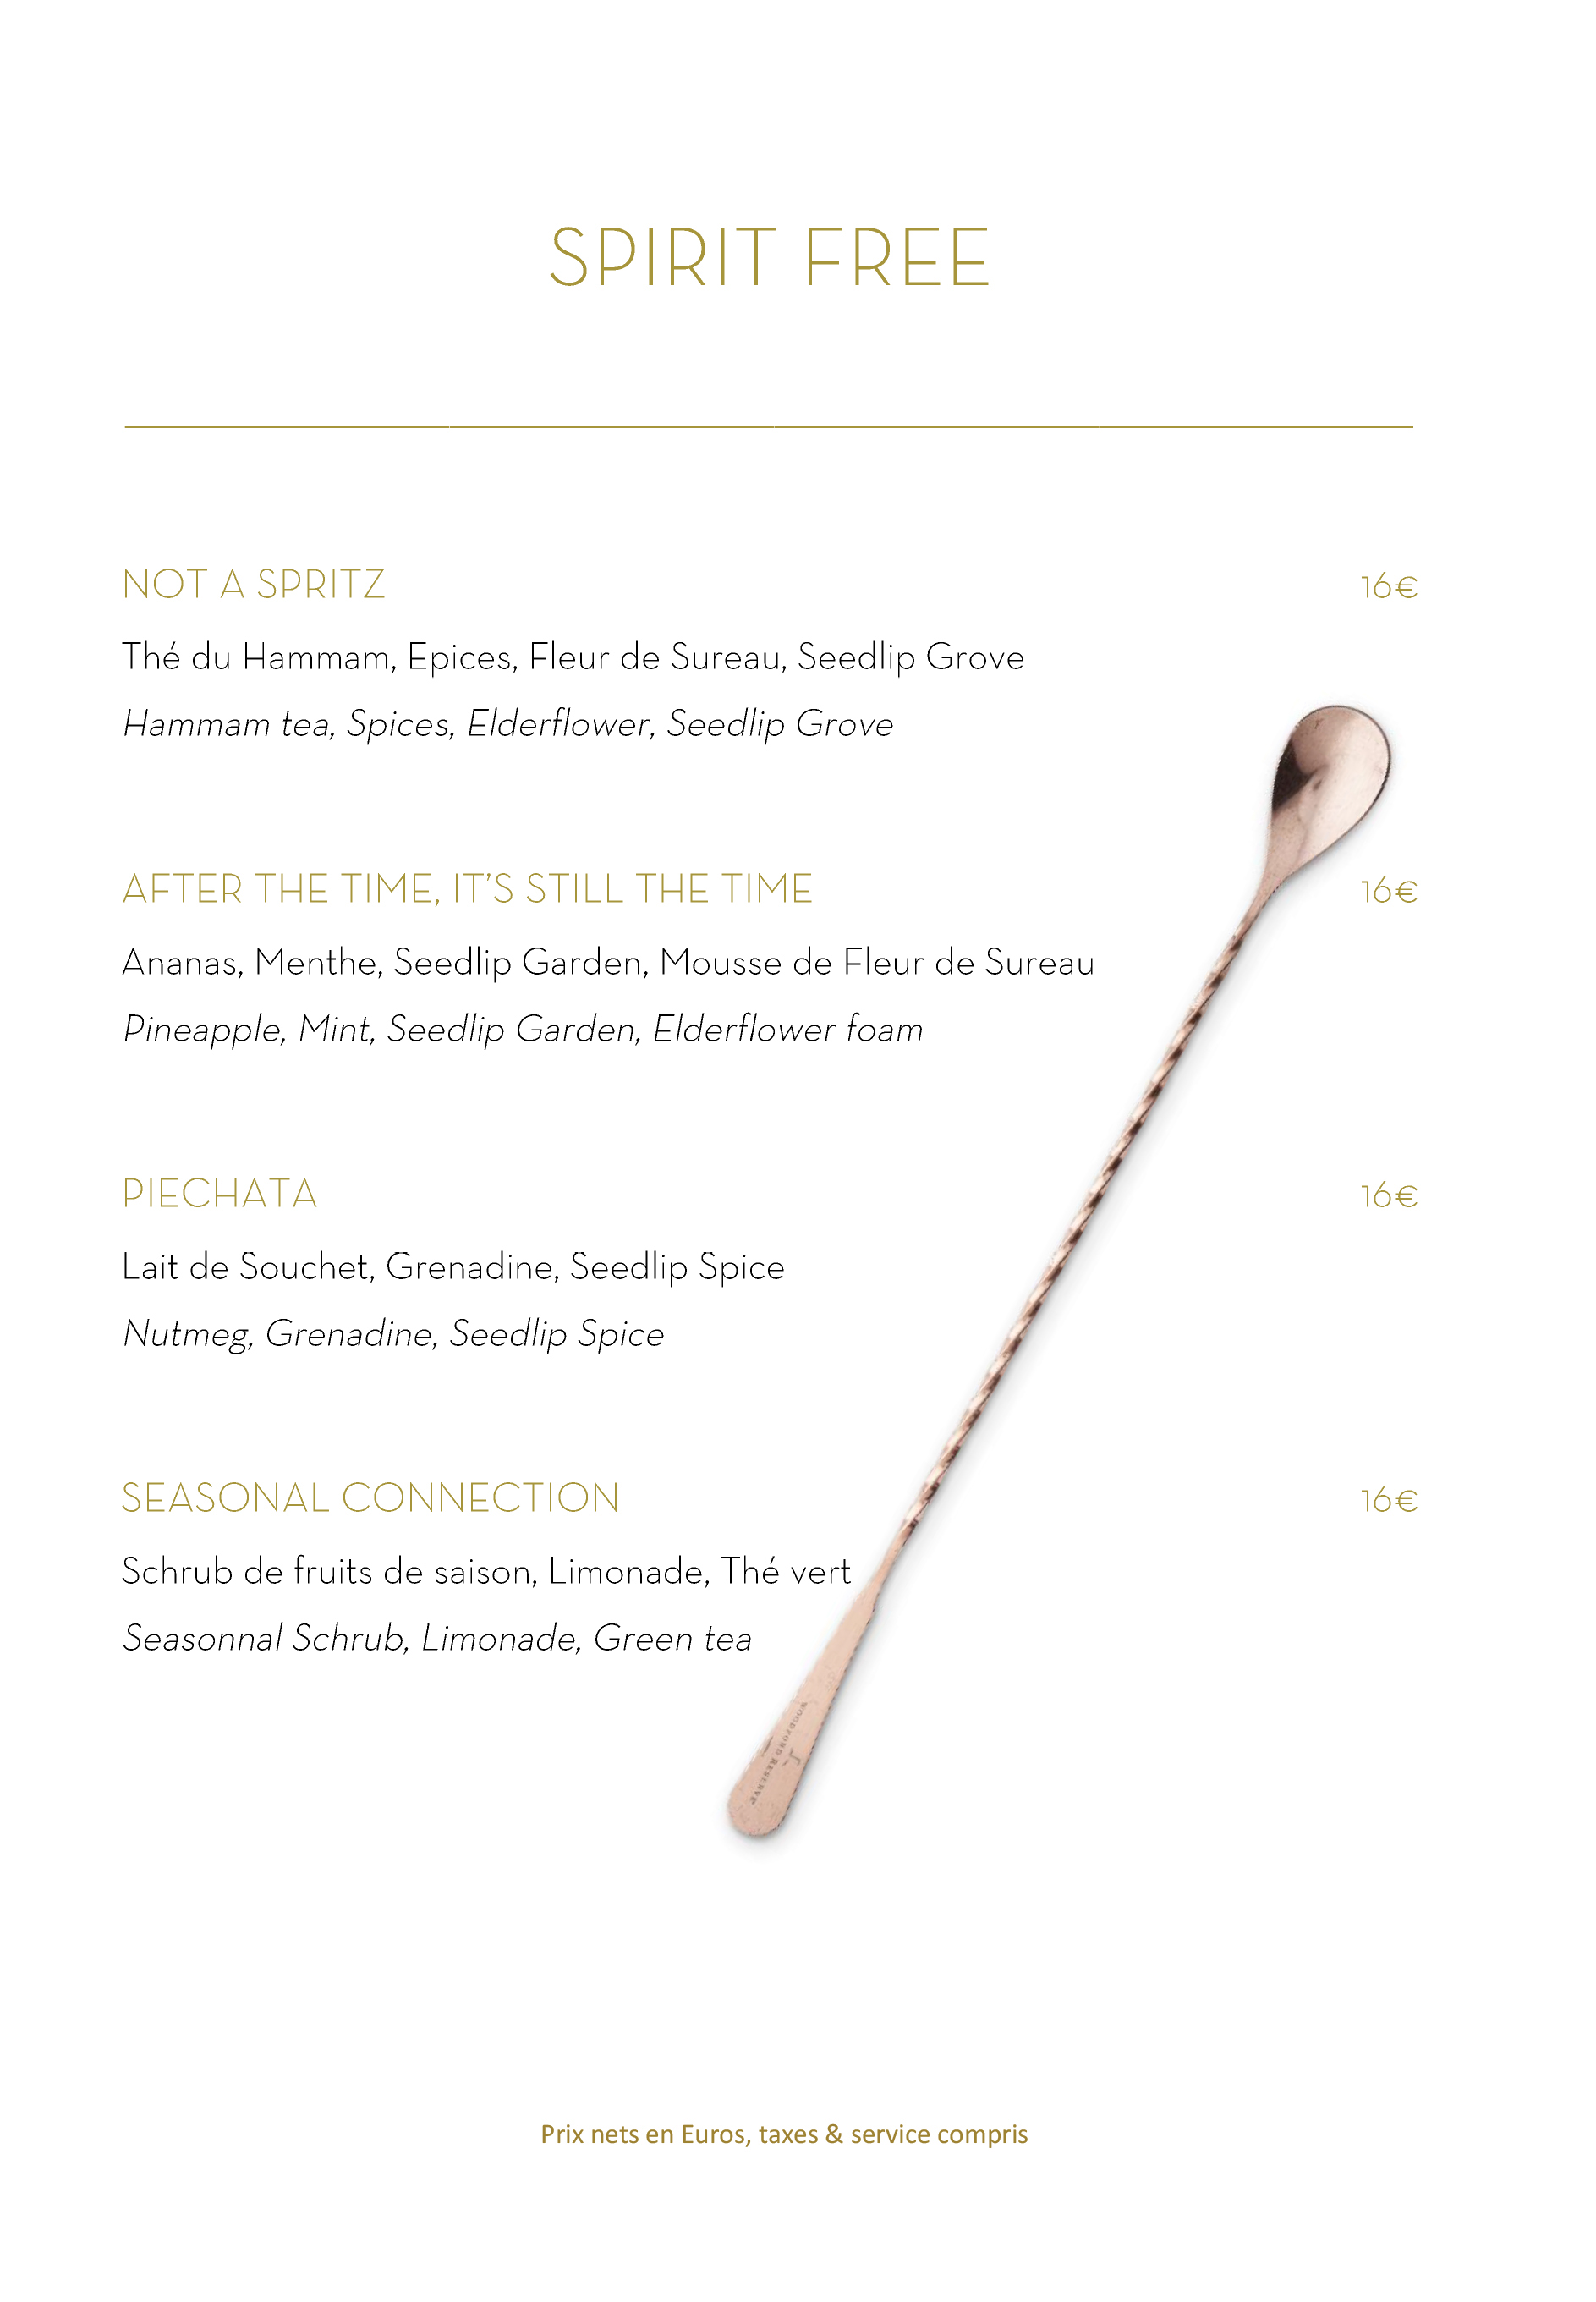 SPIRIT FREE
NOT A SPRITZ 16€
Thé du Hammam, Epices, Fleur de Sureau, Seedlip Grove
Hammam tea, Spices, Elderflower, Seedlip Grove
AFTER THE TIME, IT'S STILL THE TIME 16€
Ananas, Menthe, Seedlip Garden, Mousse de Fleur de Sureau
Pineapple, Mint, Seedlip Garden, Elderflower foam
PIECHATA 16€
Lait de Souchet, Grenadine, Seedlip Spice
Nutmeg, Grenadine, Seedlip Spice
SEASONAL CONNECTION 16€
Schrub de fruits de saison, Limonade, Thé vert
Seasonnal Schrub, Limonade, Green tea
WOODFORD RESERVE
Prix nets en Euros, taxes & service compris